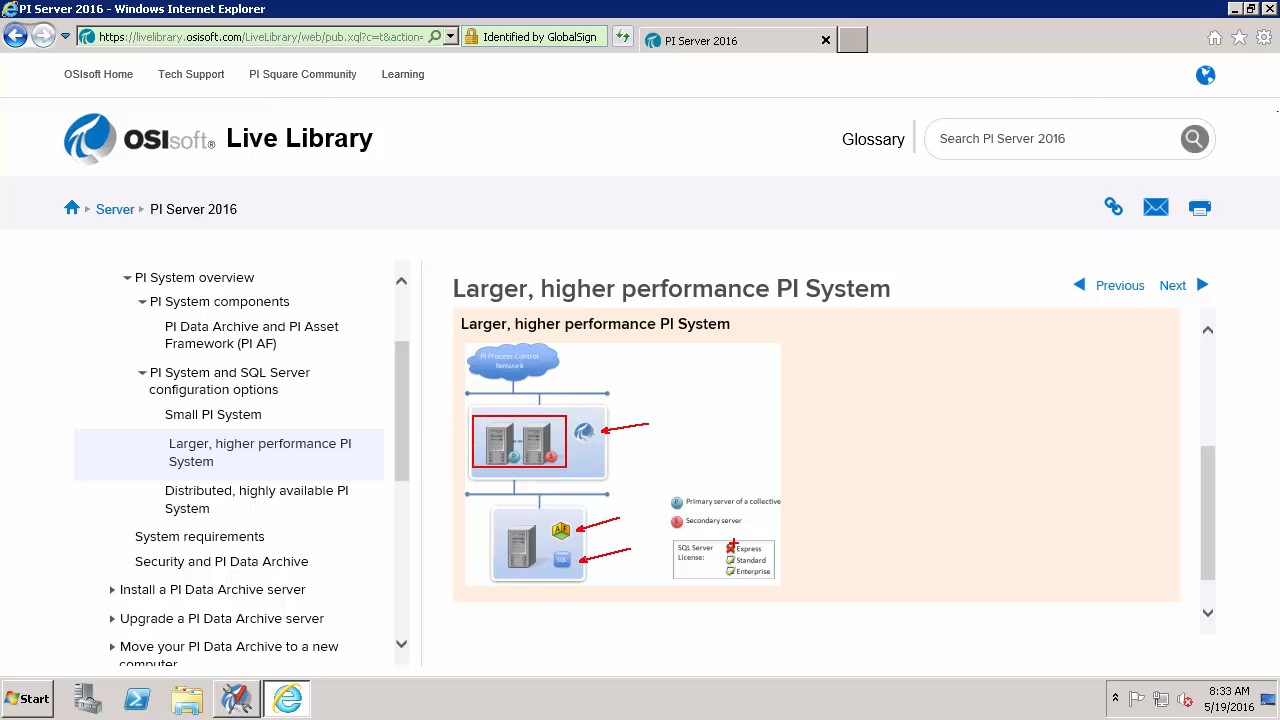 PI Server 2016 - Windows Internet Explorer
https://livelibrary.osisoft.com/LiveLibrary/web/pub.xql?c=t&action=
Identified by GlobalSign
PI Server 2016
OSIsoft Home Tech Support PI Square Community Learning
OSIsoft® Live Library
Glossary
Search PI Server 2016
Server PI Server 2016
PI System overview
PI System components
PI Data Archive and PI Asset
Framework (PI AF)
PI System and SQL Server
configuration options
Small PI System
Larger, higher performance PI
System
Distributed, highly available PI
System
System requirements
Security and PI Data Archive
Install a PI Data Archive server
Upgrade a PI Data Archive server
Move your PI Data Archive to a new
computer
Larger, higher performance PI System
Previous Next
Larger, higher performance PI System
PI Process Control
Network
P
S
AF
SQL
P Primary server of a collective
S Secondary server
SQL Server
License:
Express
Standard
Enterprise
Start
8:33 AM
5/19/2016